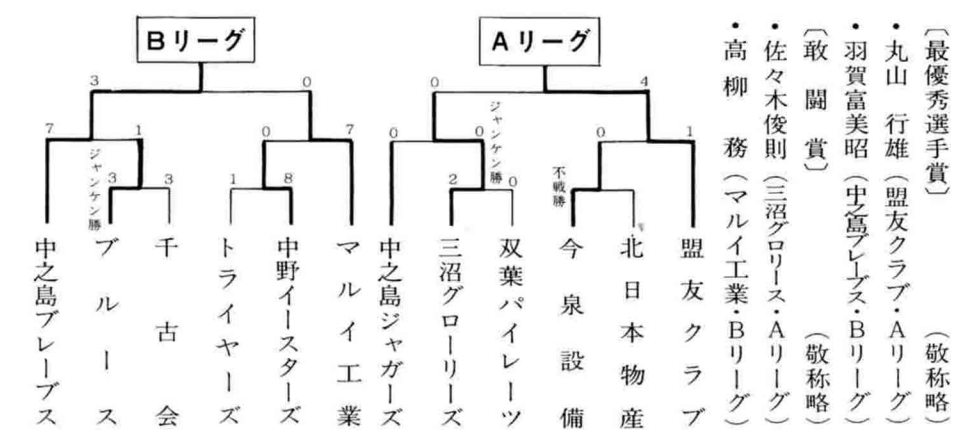 〔最優秀選手賞〕（敬称略）
・丸山行雄（盟友クラブ・Aリーグ）
・羽賀富美昭（中之島ブレーブス・Bリーグ）
〔敢闘賞〕（敬称略）
・佐々木俊則（三沼グロリース・Aリーグ）
・高柳務（マルイ工業・Bリーグ）
Aリーグ
0 4
0 0 ジャンケン勝 0 1
2 0 不戦勝
盟友クラブ
北日本物産
今泉設備
双葉パイレーツ
三沼グローリーズ
中之島ジャガーズ
Bリーグ
3 0
7 1 0 7
ジャンケン勝 3 3 1 8
マルイ工業
中野イースターズ
トライヤーズ
千古会
ブルース
中之島ブレーブス